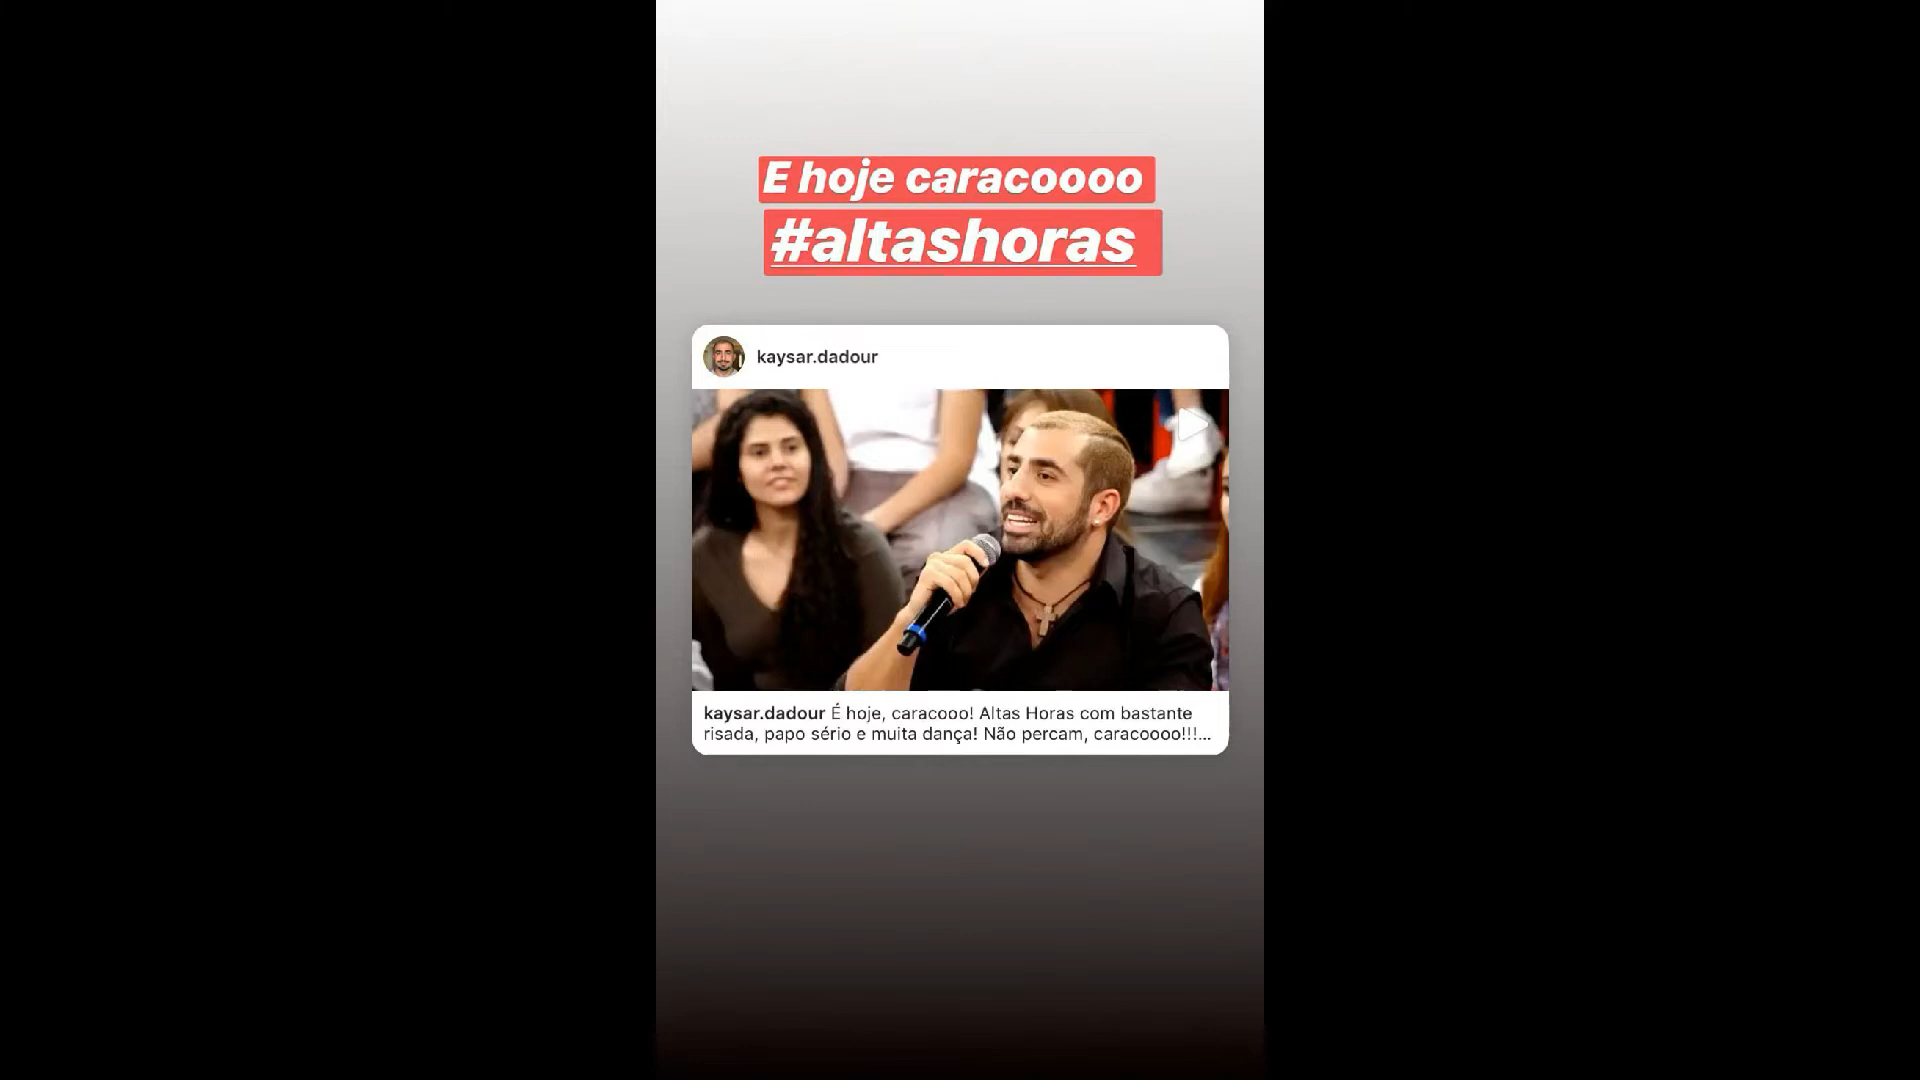 E hoje caracoooo
#altashoras
kaysar.dadour
kaysar.dadour É hoje, caracooo! Altas Horas com bastante
risada, papo sério e muita dança! Não percam, caracoooo!!!...